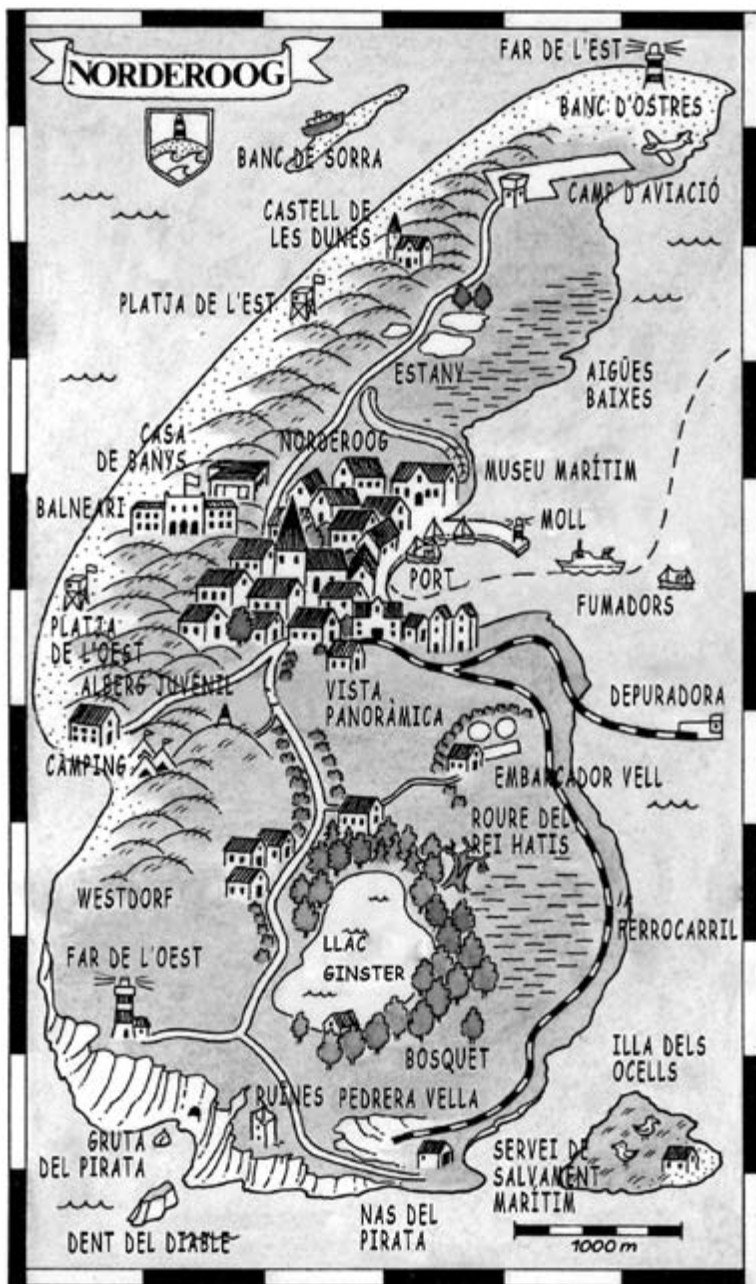 FAR DE L'EST
NORDEROOG
BANC D'OSTRES
BANC DE SORRA
CAMP D'AVIACIÓ
CASTELL DE
LES DUNES
PLATJA DE L'EST
ESTANY
AIGÜES
BAIXES
CASA
DE BANYS
NORDEROOG
MUSEU MARÍTIM
BALNEARI
MOLL
PORT
FUMADORS
PLATJA
DE L'OEST
ALBERG JUVENIL
VISTA
PANORÀMICA
DEPURADORA
CÀMPING
EMBARCADOR VELL
ROURE DEL
REI HATIS
WESTDORF
FERROCARRIL
FAR DE L'OEST
LLAC
GINSTER
BOSQUET
ILLA DELS
OCELLS
RUÏNES
PEDRERA VELLA
GRUTA
DEL PIRATA
SERVEI DE
SALVAMENT
MARÍTIM
NAS DEL
PIRATA
DENT DEL DIABLE
1000 m